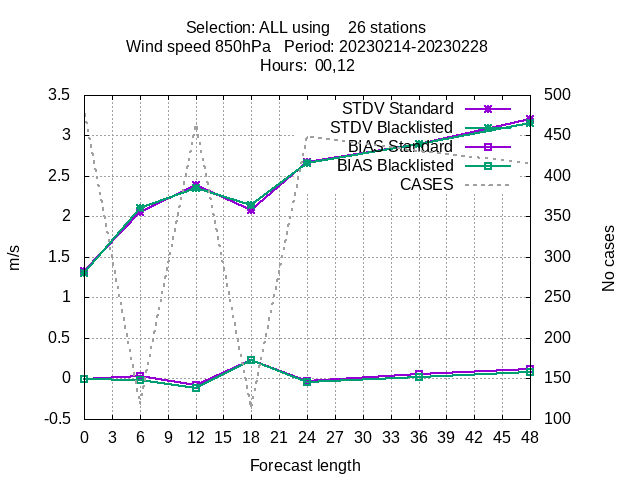 Selection: ALL using 26 stations
Wind speed 850hPa Period: 20230214-20230228
Hours: 00,12
3.5
3
2.5
2
1.5
1
0.5
0
-0.5
m/s
STDV Standard
STDV Blacklisted
BIAS Standard
BIAS Blacklisted
CASES
500
450
400
350
300
250
200
150
100
No cases
0 3 6 9 12 15 18 21 24 27 30 33 36 39 42 45 48
Forecast length